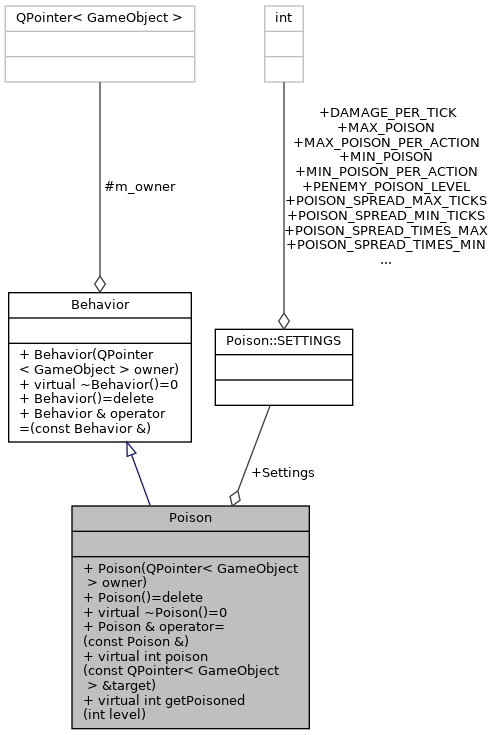 QPointer< GameObject >
int
+DAMAGE_PER_TICK
+MAX_POISON
+MAX_POISON_PER_ACTION
+MIN_POISON
+MIN_POISON_PER_ACTION
+PENEMY_POISON_LEVEL
+POISON_SPREAD_MAX_TICKS
+POISON_SPREAD_MIN_TICKS
+POISON_SPREAD_TIMES_MAX
+POISON_SPREAD_TIMES_MIN
...
#m_owner
Behavior
+ Behavior(QPointer
< GameObject > owner)
+ virtual ~Behavior()=0
+ Behavior()=delete
+ Behavior & operator
=(const Behavior &)
Poison::SETTINGS
+Settings
Poison
+ Poison(QPointer< GameObject
> owner)
+ Poison()=delete
+ virtual ~Poison()=0
+ Poison & operator=
(const Poison &)
+ virtual int poison
(const QPointer< GameObject
> &target)
+ virtual int getPoisoned
(int level)